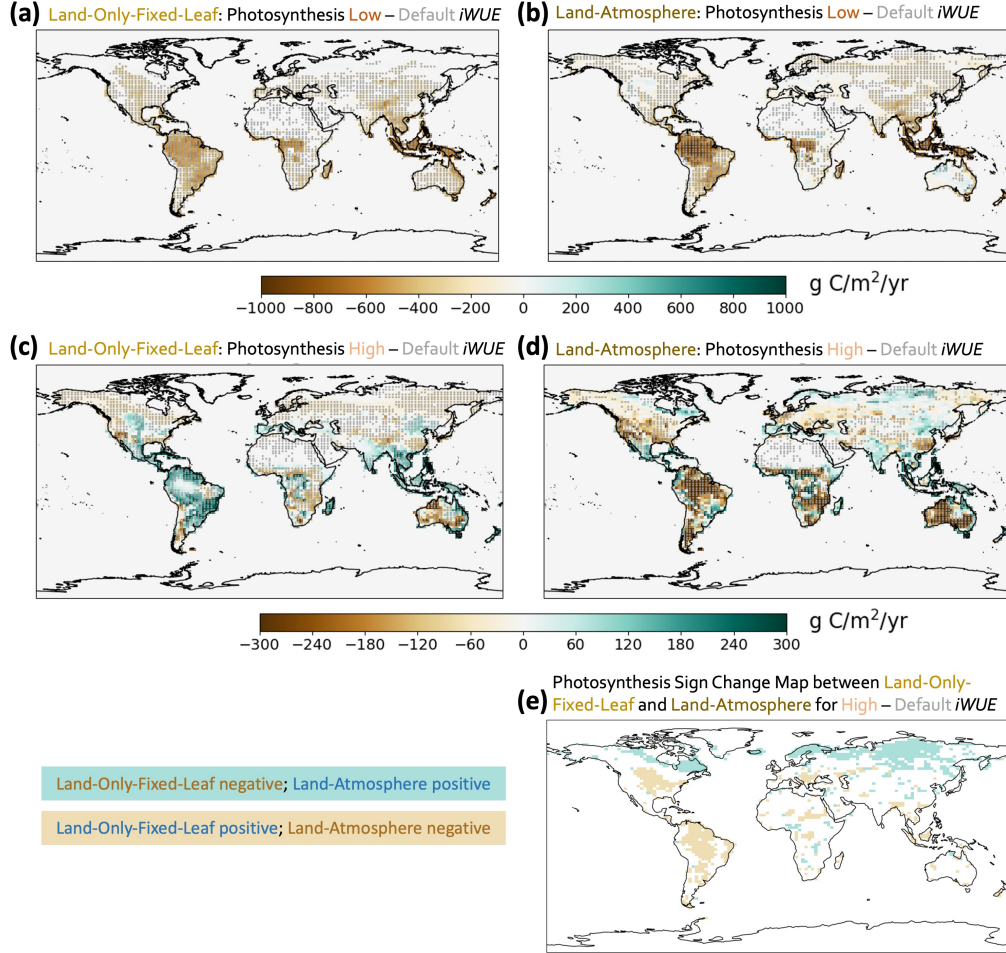 (a) Land-Only-Fixed-Leaf: Photosynthesis Low – Default iWUE
(b) Land-Atmosphere: Photosynthesis Low – Default iWUE
g C/m²/yr
−1000 −800 −600 −400 −200 0 200 400 600 800 1000
(c) Land-Only-Fixed-Leaf: Photosynthesis High – Default iWUE
(d) Land-Atmosphere: Photosynthesis High – Default iWUE
g C/m²/yr
−300 −240 −180 −120 −60 0 60 120 180 240 300
Photosynthesis Sign Change Map between Land-Only-
(e) Fixed-Leaf and Land-Atmosphere for High – Default iWUE
Land-Only-Fixed-Leaf negative; Land-Atmosphere positive
Land-Only-Fixed-Leaf positive; Land-Atmosphere negative